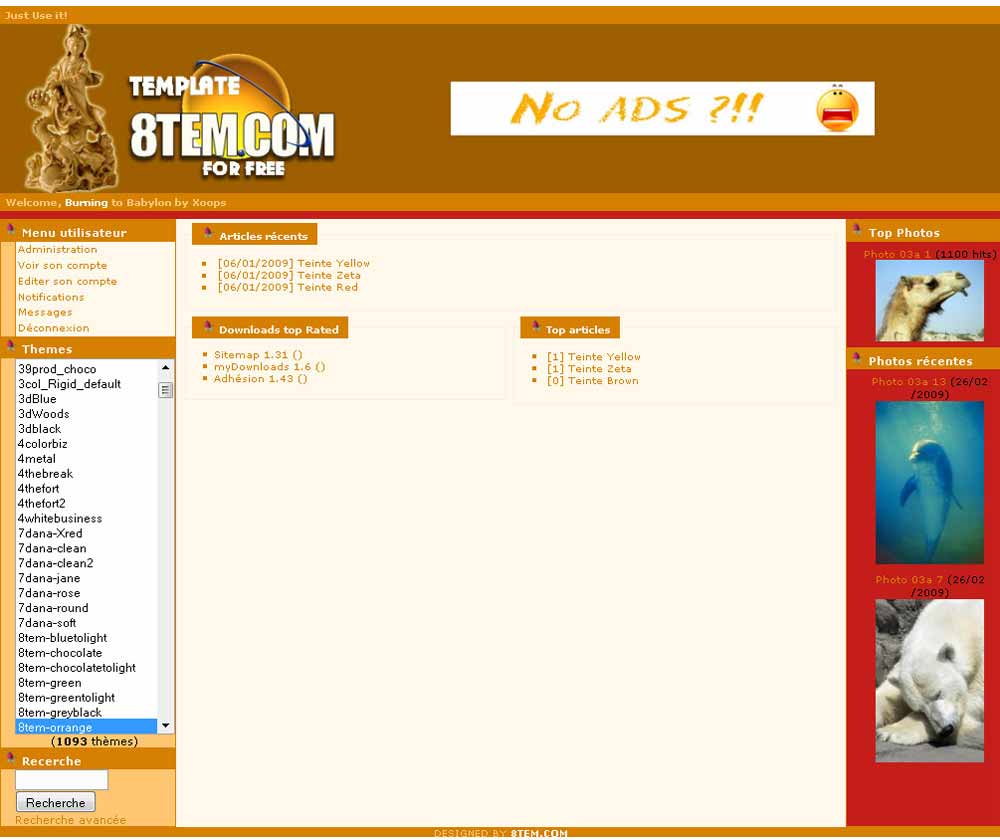 Just Use it!
TEMPLATE
8TEM.COM
FOR FREE
No ADS ?!!
Welcome, Burning to Babylon by Xoops
Menu utilisateur
Administration
Voir son compte
Editer son compte
Notifications
Messages
Déconnexion
Themes
39prod_choco
3col_Rigid_default
3dBlue
3dWoods
3dblack
4colorbiz
4metal
4thebreak
4thefort
4thefort2
4whitebusiness
7dana-Xred
7dana-clean
7dana-clean2
7dana-jane
7dana-rose
7dana-round
7dana-soft
8tem-bluetolight
8tem-chocolate
8tem-chocolatetolight
8tem-green
8tem-greentolight
8tem-greyblack
8tem-orrange
(1093 thèmes)
Recerche
Recherche
Recherche avancée
Articles récents
[06/01/2009] Teinte Yellow
[06/01/2009] Teinte Zeta
[06/01/2009] Teinte Red
Downloads top Rated
Sitemap 1.31 ()
myDownloads 1.6 ()
Adhésion 1.43 ()
Top articles
[1] Teinte Yellow
[1] Teinte Zeta
[0] Teinte Brown
Top Photos
Photo 03a 1 (1100 hits)
Photos récentes
Photo 03a 13 (26/02
/2009)
Photo 03a 7 (26/02
/2009)
DESIGNED BY 8TEM.COM